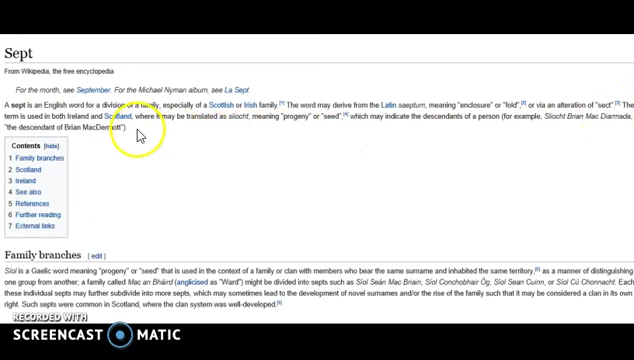 Sept
From Wikipedia, the free encyclopedia
For the month, see September. For the Michael Nyman album, see La Sept.
A sept is an English word for a division of a family, especially of a Scottish or Irish family.[1] The word may derive from the Latin saeptum, meaning "enclosure" or "fold",[2] or via an alteration of "sect".[3] The
term is used in both Ireland and Scotland, where it may be translated as sliocht, meaning "progeny" or "seed",[4] which may indicate the descendants of a person (for example, Sliocht Brian Mac Diarmada,
"the descendant of Brian MacDermott").
Contents [hide]
1 Family branches
2 Scotland
3 Ireland
4 See also
5 References
6 Further reading
7 External links
Family branches [edit]
Síol is a Gaelic word meaning "progeny" or "seed" that is used in the context of a family or clan with members who bear the same surname and inhabited the same territory,[5] as a manner of distinguishing
one group from another; a family called Mac an Bháird (anglicised as "Ward") might be divided into septs such as Síol Seán Mac Briain, Síol Conchobhair Óg, Síol Sean Cuinn, or Síol Cú Chonnacht. Each
these individual septs may further subdivide into more septs, which may sometimes lead to the development of novel surnames and/or the rise of the family such that it may be considered a clan in its own
right. Such septs were common in Scotland, where the clan system was well-developed.[6]
RECORDED WITH
SCREENCAST MATIC